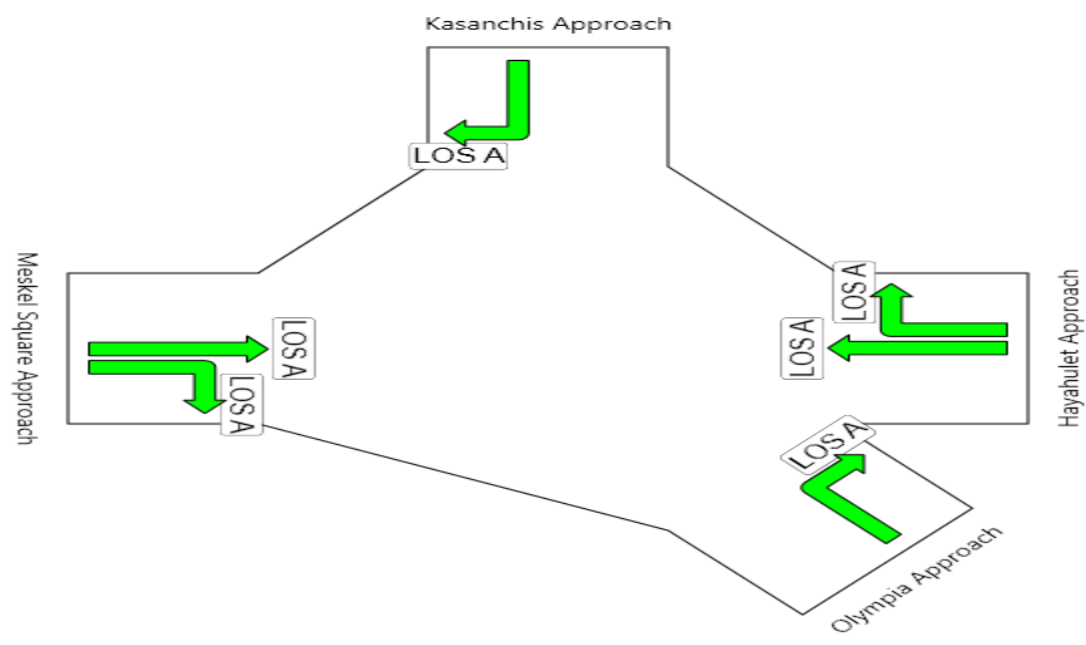 Kasanchis Approach
LOS A
LOS A
Hayahulet Approach
Meskel Square Approach
LOS A
LOS A
LOS A
LOS A
Olympia Approach